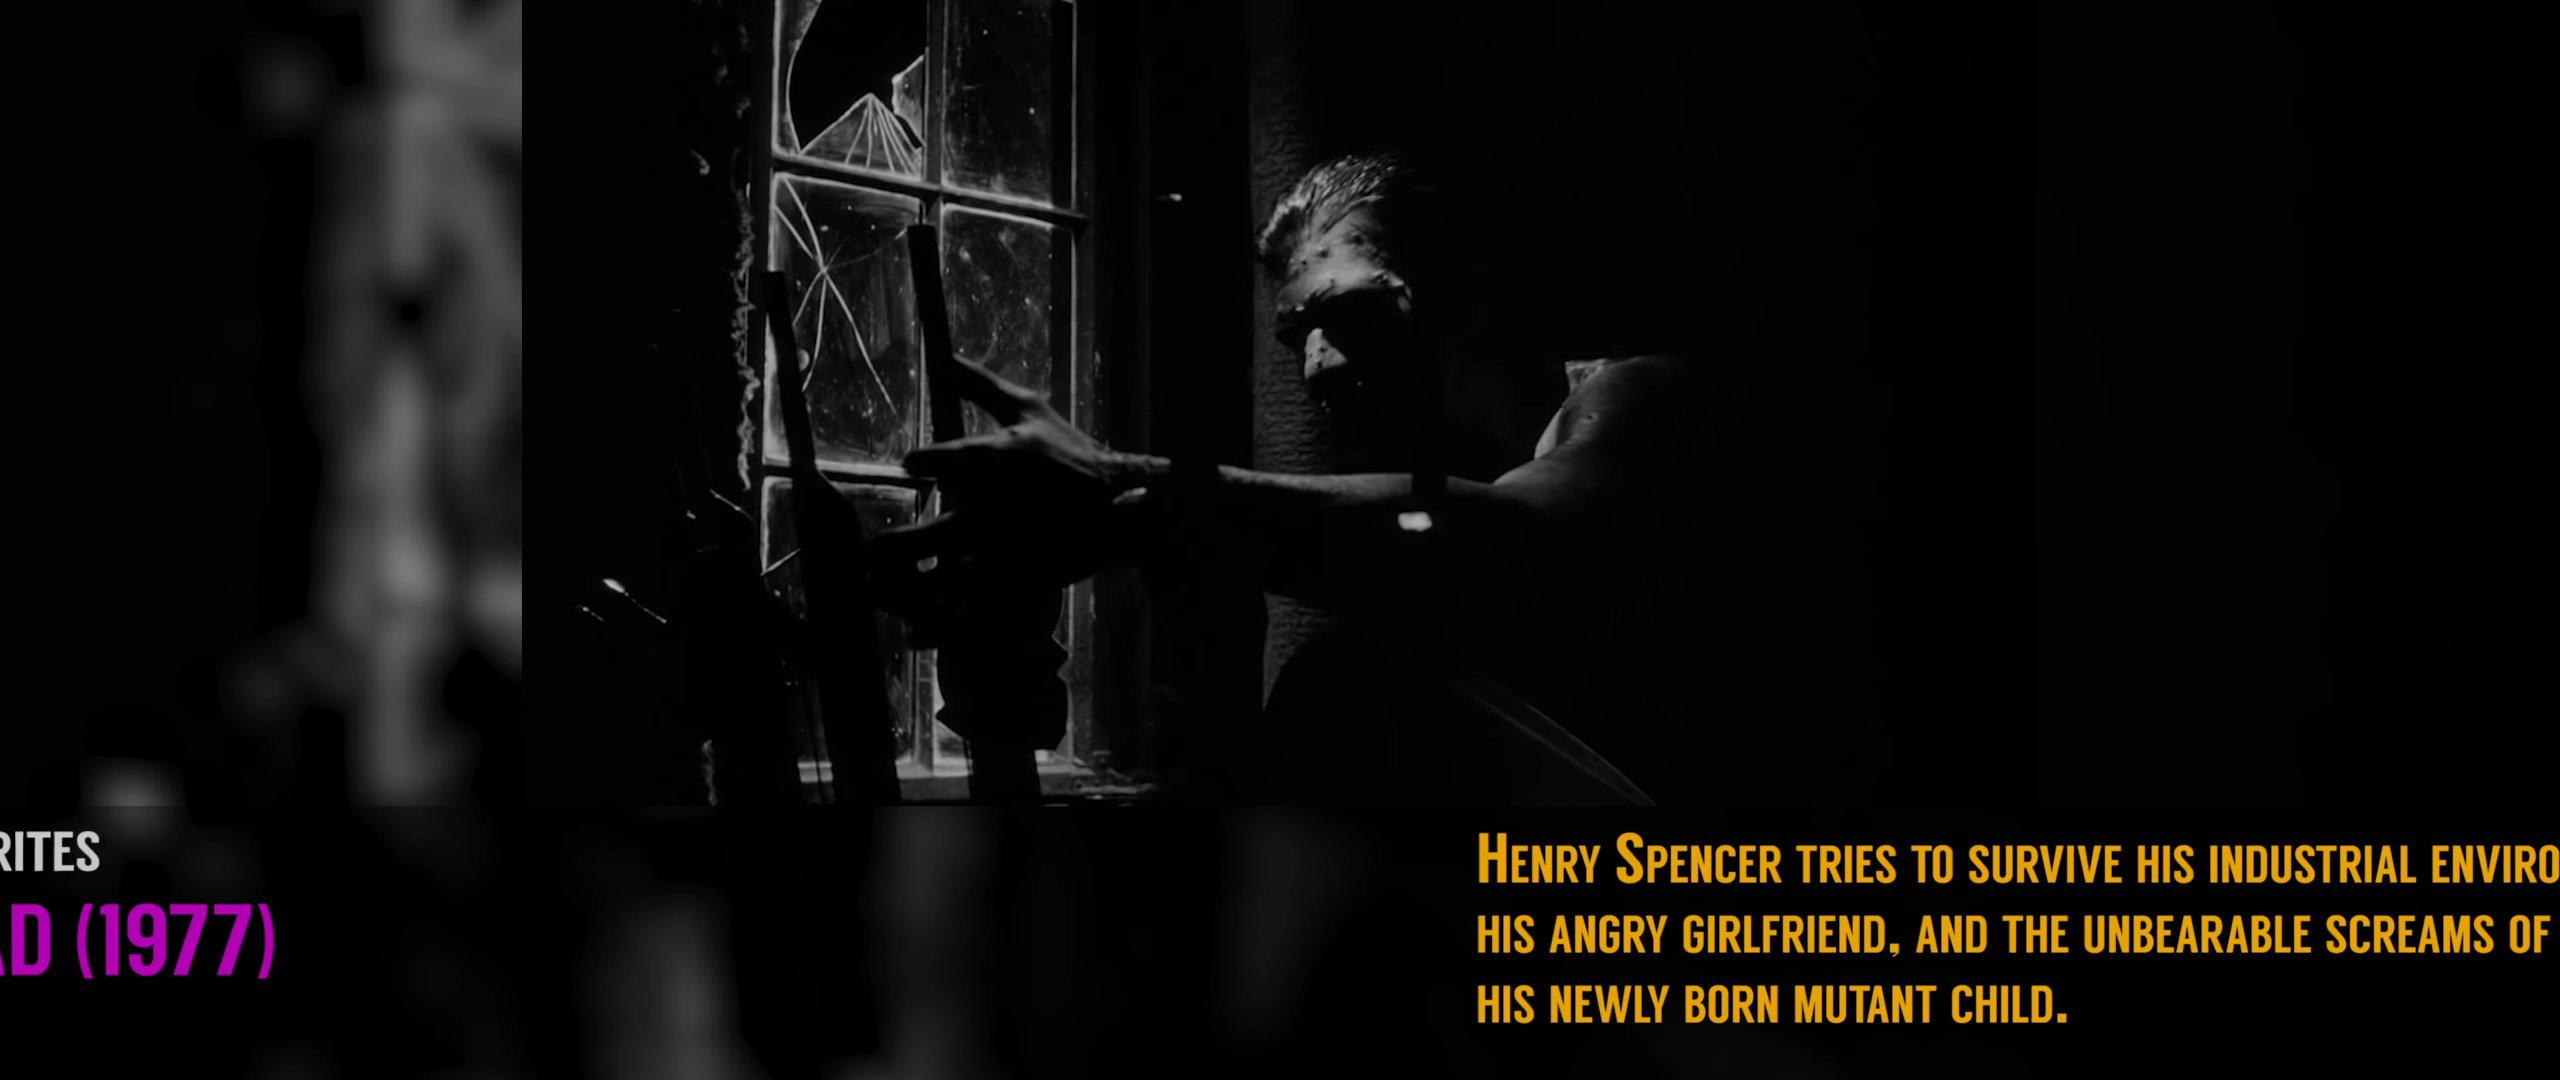 RITES
AD (1977)
Henry Spencer tries to survive his industrial enviro
his angry girlfriend, and the unbearable screams of
his newly born mutant child.